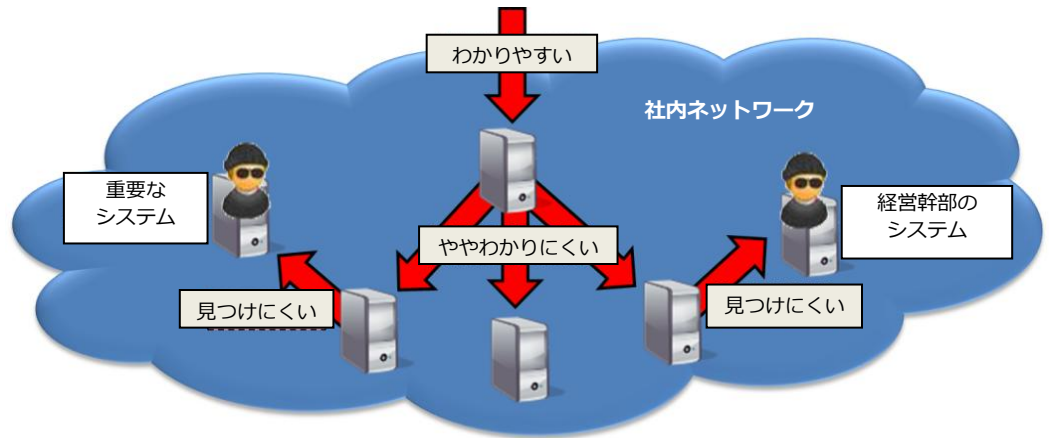 わかりやすい
社内ネットワーク
重要な
システム
経営幹部の
システム
ややわかりにくい
見つけにくい
見つけにくい